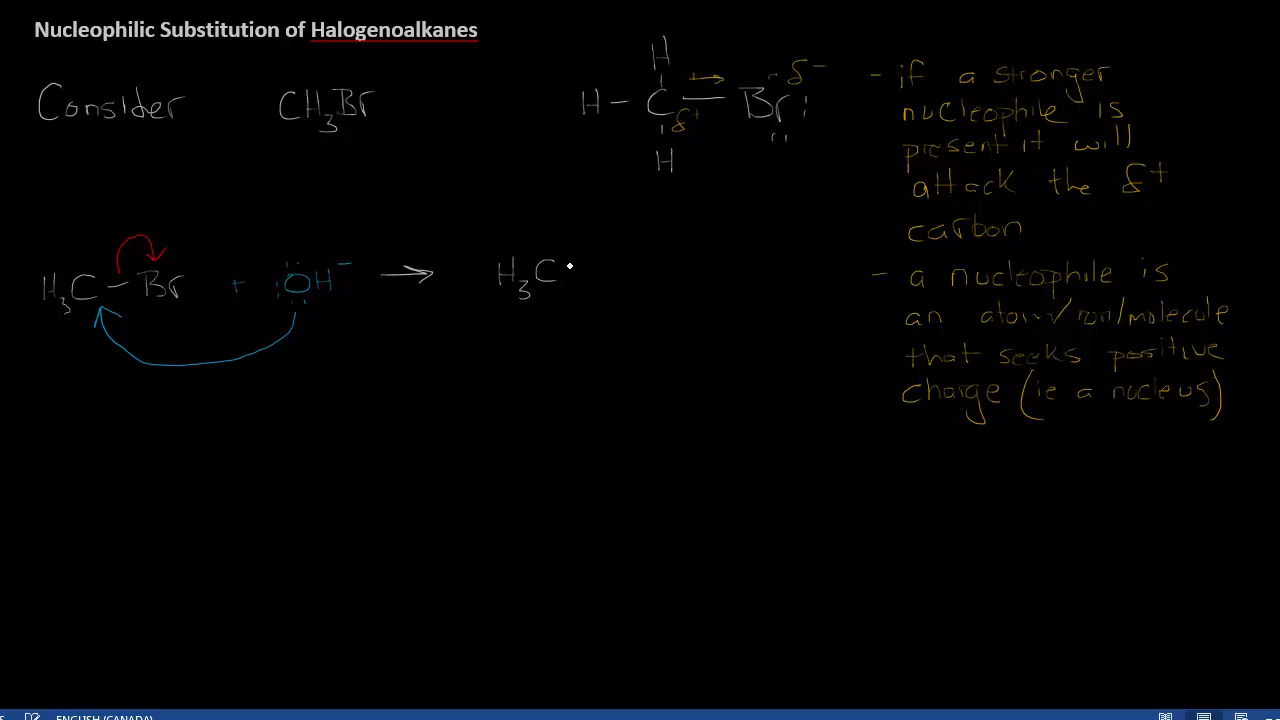 Nucleophilic Substitution of Halogenoalkanes
Consider CH3Br
H
H – C – Br
δ+ δ–
H
- if a stronger
nucleophile is
present it will
attack the δ+
carbon
- a nucleophile is
an atom/ion/molecule
that seeks positive
charge (ie a nucleus)
H3C – Br + :OH– → H3C
ENGLISH (CANADA)